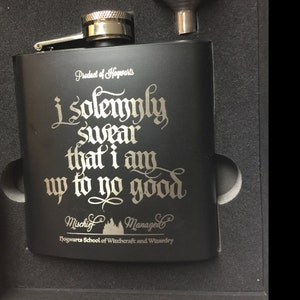 Product of Hogwarts
i solemnly
swear
that i am
up to no good
Mischief Managed
Hogwarts School of Witchcraft and Wizardry